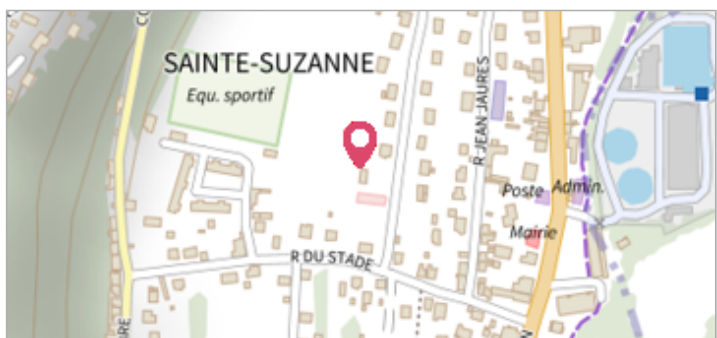 SAINTE-SUZANNE
Equ. sportif
R JEAN JAURES
Poste
Admin.
Mairie
R DU STADE